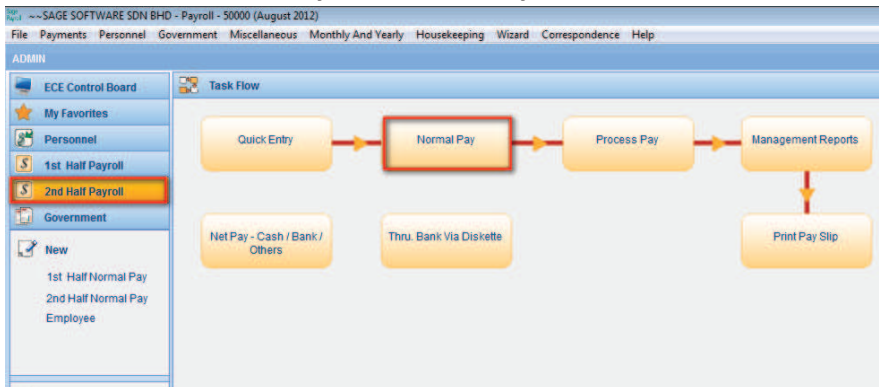 ~~SAGE SOFTWARE SDN BHD - Payroll - 50000 (August 2012)
File Payments Personnel Government Miscellaneous Monthly And Yearly Housekeeping Wizard Correspondence Help
ADMIN
ECE Control Board
My Favorites
Personnel
1st Half Payroll
2nd Half Payroll
Government
New
1st Half Normal Pay
2nd Half Normal Pay
Employee
Task Flow
Quick Entry
Normal Pay
Process Pay
Management Reports
Net Pay - Cash / Bank /
Others
Thru. Bank Via Diskette
Print Pay Slip